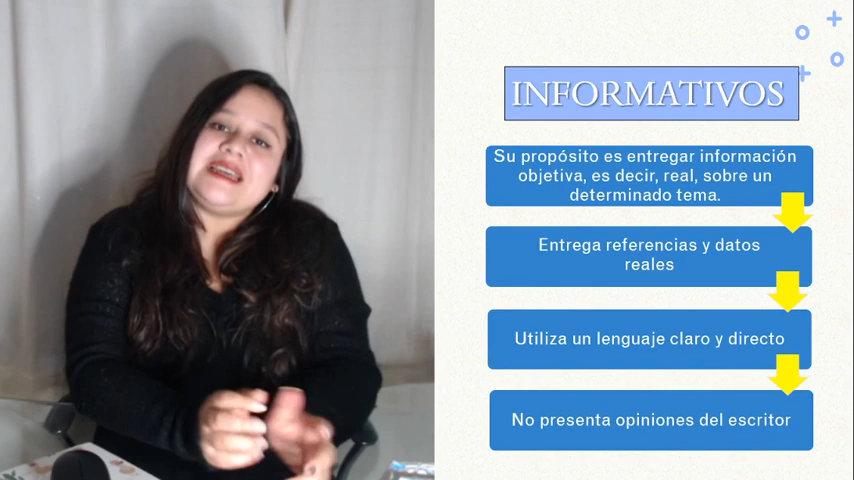 INFORMATIVOS
Su propósito es entregar información
objetiva, es decir, real, sobre un
determinado tema.
Entrega referencias y datos
reales
Utiliza un lenguaje claro y directo
No presenta opiniones del escritor